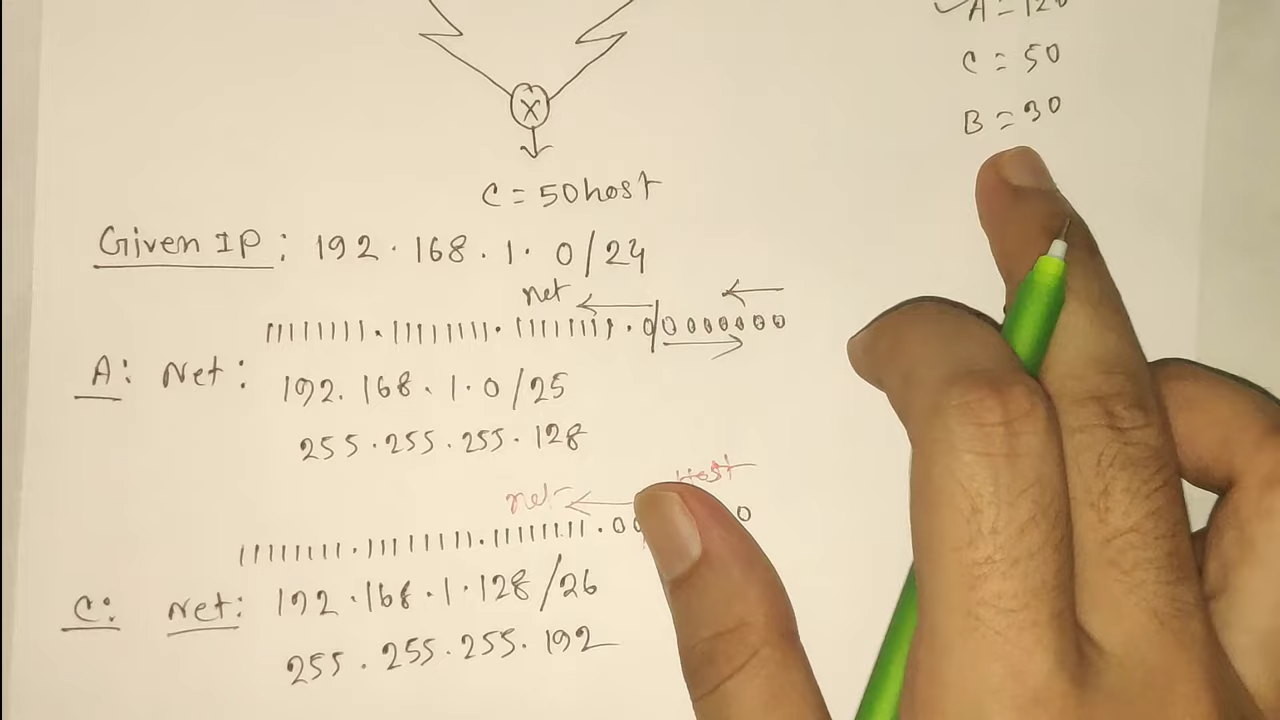 A = 120
C = 50
B = 30
X
C = 50 host
Given IP : 192.168.1.0/24
net
11111111.11111111.11111111.00000000
A: Net: 192.168.1.0/25
255.255.255.128
net Host
11111111.11111111.11111111.00 0
C: Net: 192.168.1.128/26
255.255.255.192